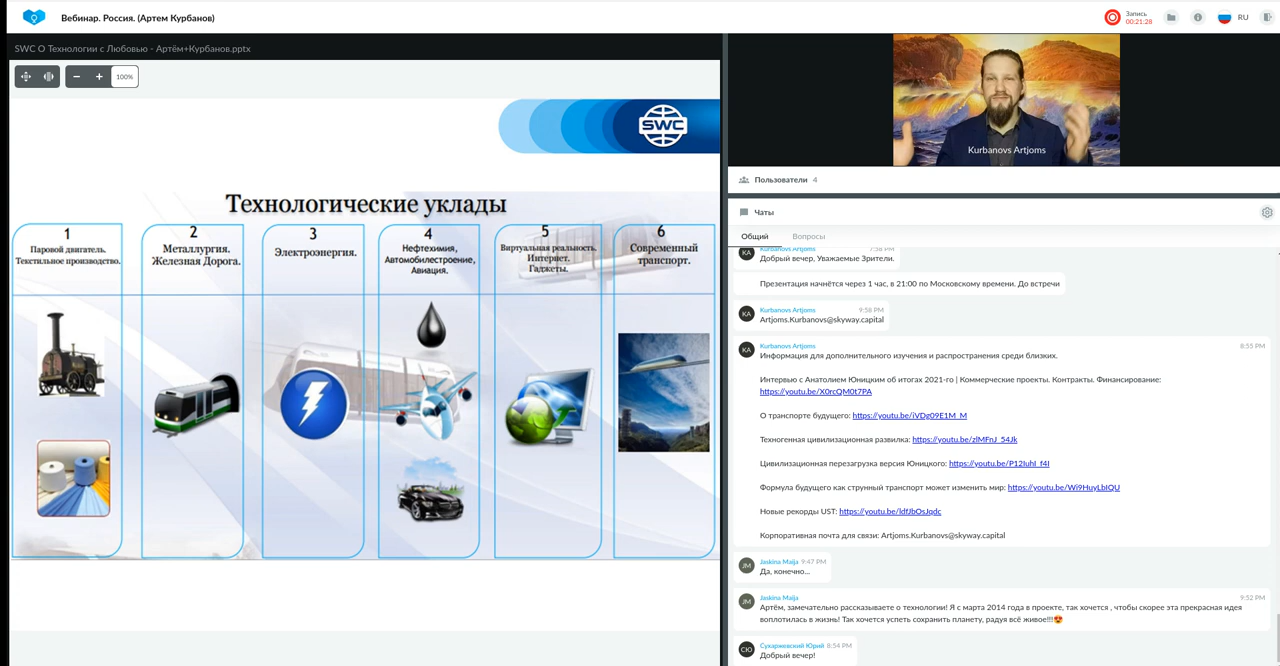 Вебинар. Россия. (Артем Курбанов)
Запись
00:21:28
RU
SWC О Технологии с Любовью - Артём+Курбанов.pptx
100%
SWC
Технологические уклады
1
Паровой двигатель.
Текстильное производство.
2
Металлургия.
Железная Дорога.
3
Электроэнергия.
4
Нефтехимия,
Автомобилестроение,
Авиация.
5
Виртуальная реальность.
Интернет.
Гаджеты.
6
Современный
транспорт.
Kurbanovs Artjoms
Пользователи 4
Чаты
Общий
Вопросы
KA
Kurbanovs Artjoms 7:58 PM
Добрый вечер, Уважаемые Зрители.
Презентация начнётся через 1 час, в 21:00 по Московскому времени. До встречи
KA
Kurbanovs Artjoms 9:58 PM
Artjoms.Kurbanovs@skyway.capital
KA
Kurbanovs Artjoms 8:55 PM
Информация для дополнительного изучения и распространения среди близких.
Интервью с Анатолием Юницким об итогах 2021-го | Коммерческие проекты. Контракты. Финансирование:
https://youtu.be/X0rcQM0t7PA
О транспорте будущего: https://youtu.be/iVDg09E1M_M
Техногенная цивилизационная развилка: https://youtu.be/zlMFnJ_54Jk
Цивилизационная перезагрузка версия Юницкого: https://youtu.be/P12IuhI_f4I
Формула будущего как струнный транспорт может изменить мир: https://youtu.be/Wi9HuyLbIQU
Новые рекорды UST: https://youtu.be/ldfJbOsJqdc
Корпоративная почта для связи: Artjoms.Kurbanovs@skyway.capital
JM
Jaskina Maija 9:47 PM
Да, конечно...
JM
Jaskina Maija 9:52 PM
Артём, замечательно рассказываете о технологии! Я с марта 2014 года в проекте, так хочется , чтобы скорее эта прекрасная идея
воплотилась в жизнь! Так хочется успеть сохранить планету, радуя всё живое!!!😍
СЮ
Сухаржевский Юрий 8:54 PM
Добрый вечер!